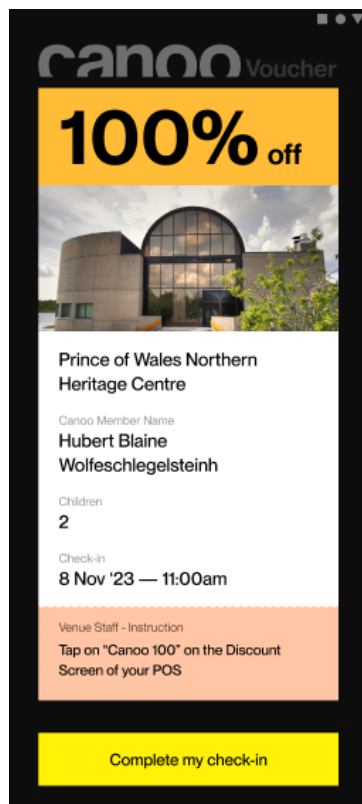 canoo Voucher
100% off
Prince of Wales Northern
Heritage Centre
Canoo Member Name
Hubert Blaine
Wolfeschlegelsteinh
Children
2
Check-in
8 Nov '23 — 11:00am
Venue Staff - Instruction
Tap on “Canoo 100” on the Discount
Screen of your POS
Complete my check-in